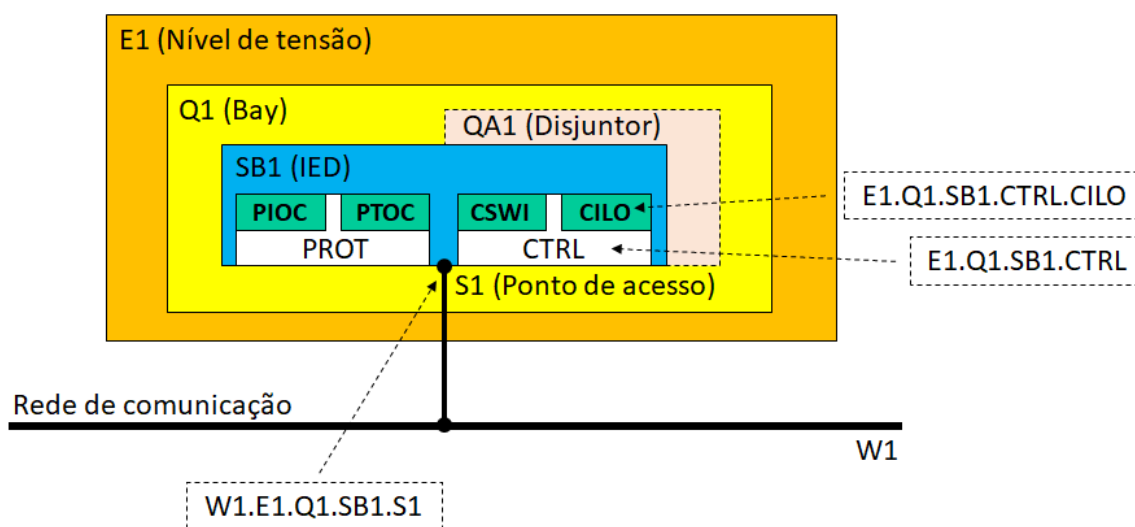 E1 (Nível de tensão)
Q1 (Bay)
QA1 (Disjuntor)
SB1 (IED)
PIOC
PTOC
CSWI
CILO
PROT
CTRL
E1.Q1.SB1.CTRL.CILO
E1.Q1.SB1.CTRL
S1 (Ponto de acesso)
Rede de comunicação
W1
W1.E1.Q1.SB1.S1